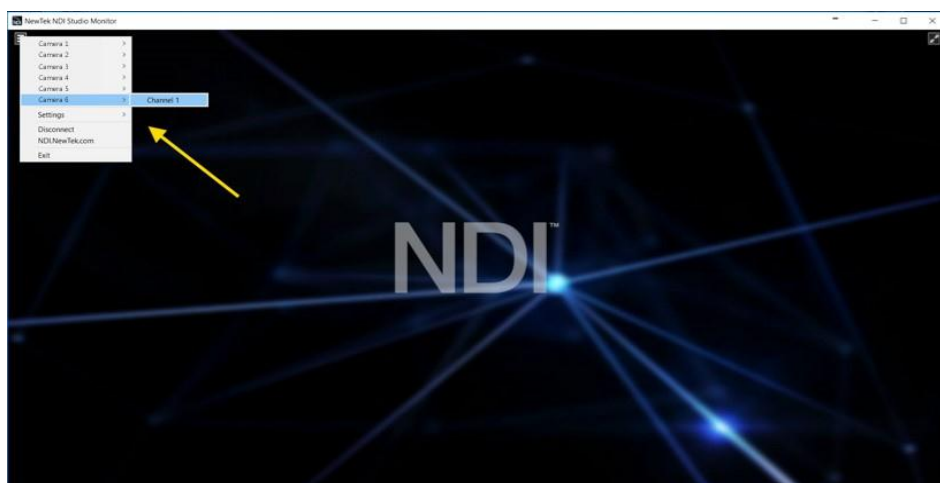 NewTek NDI Studio Monitor
Camera 1
Camera 2
Camera 3
Camera 4
Camera 5
Camera 6
Channel 1
Settings
Disconnect
NDI.NewTek.com
Exit
NDI™